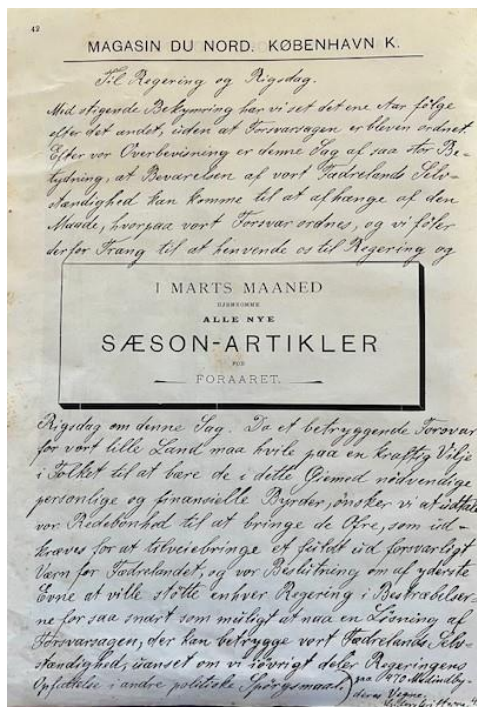 42
MAGASIN DU NORD. KØBENHAVN K.
Til Regering og Rigsdag.
Med stigende Bekymring har vi set det ene Aar følge
efter det andet, uden at Forsvarsagen er bleven ordnet.
Efter vor Overbevisning er denne Sag af saa stor Be-
tydning, at Bevarelsen af vort Fædrelands Selv-
stændighed kan komme til at afhænge af den
Maade, hvorpaa vort Forsvar ordnes, og vi føler
derfor Trang til at henvende os til Regering og
I MARTS MAANED
HJEMKOMME
ALLE NYE
SÆSON-ARTIKLER
FOR
FORAARET.
Rigsdag om denne Sag. Da et betryggende Forsvar
for vort lille Land maa hvile paa en kraftig Vilje
i Folket til at bære de i dette Øiemed nødvendige
personlige og finansielle Byrder, ønsker vi at udtale
vor Redebonhed til at bringe de Ofre, som ud-
kræves for at tilveiebringe et fuldt ud forsvarligt
Værn for Fædrelandet, og vor Beslutning om af yderste
Evne at ville støtte enhver Regering i Bestræbelser-
ne for saa snart som muligt at naa en Løsning af
Forsvarsagen, der kan betrygge vort Fædrelands Selv-
stændighed, uanset om vi iøvrigt deler Regeringens
Opfattelse i andre politiske Spørgsmaal.
paa 970 Medindby-
deres Vegne.